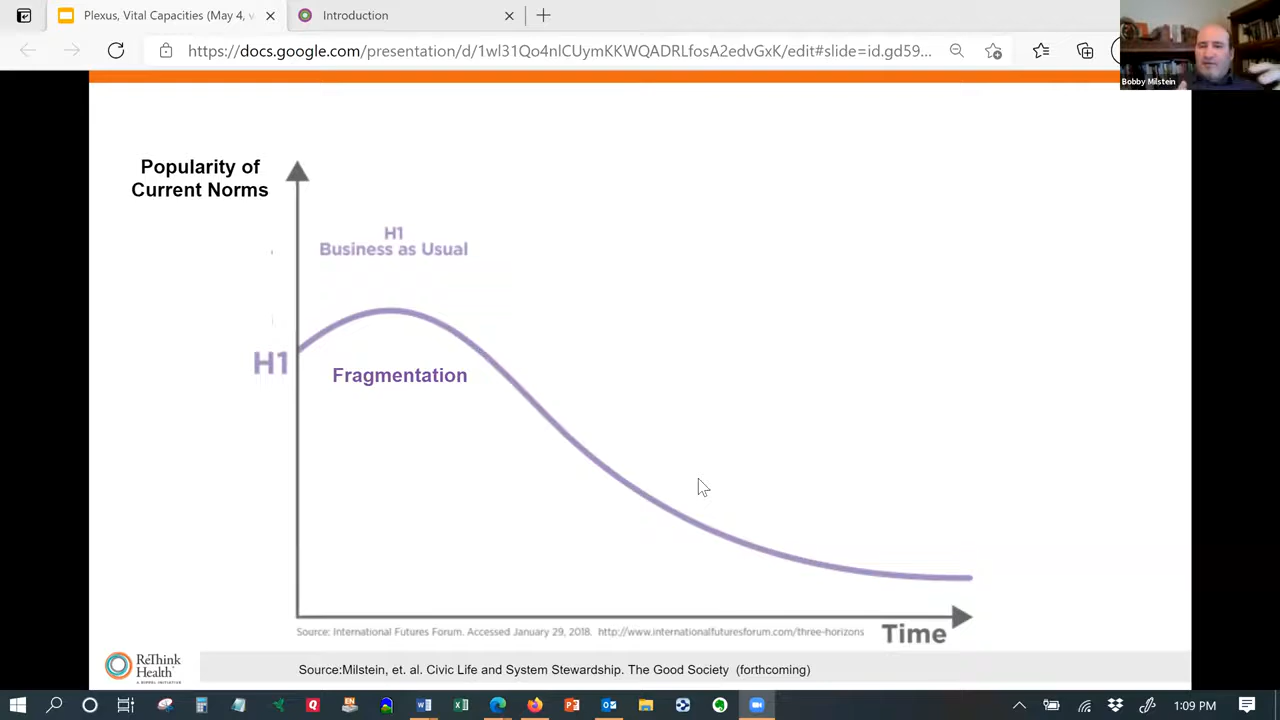 Plexus, Vital Capacities (May 4, v
Introduction
https://docs.google.com/presentation/d/1wl31Qo4nlCUymKKWQADRLfosA2edvGxK/edit#slide=id.gd59...
Bobby Milstein
Popularity of
Current Norms
H1
Business as Usual
H1
Fragmentation
Time
Source: International Futures Forum. Accessed January 29, 2018. http://www.internationalfuturesforum.com/three-horizons
ReThink
Health
Source:Milstein, et. al. Civic Life and System Stewardship. The Good Society (forthcoming)
1:09 PM